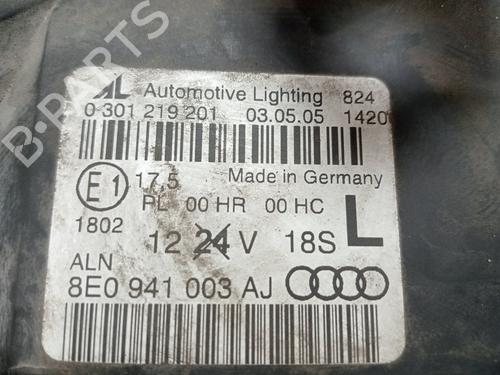 B-PARTS
AL Automotive Lighting 824
0 301 219 201 03.05.05 1420
E1 17,5 Made in Germany
PL 00 HR 00 HC
1802
12 24 V 18S L
ALN
8E0 941 003 AJ